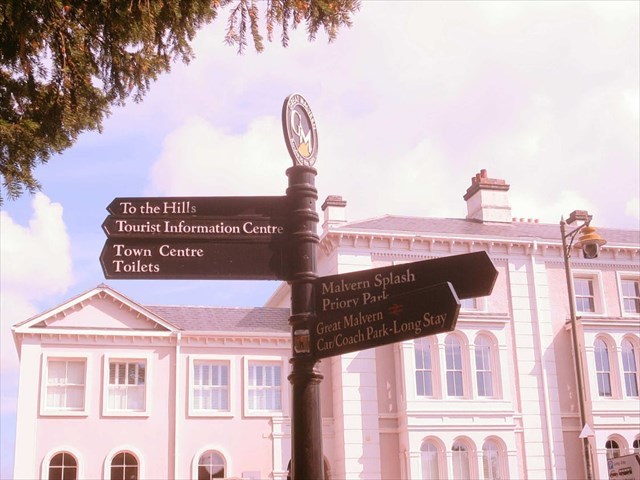 GM
To the Hills
Tourist Information Centre
Town Centre
Toilets
Malvern Splash
Priory Park
Great Malvern
Car/Coach Park-Long Stay